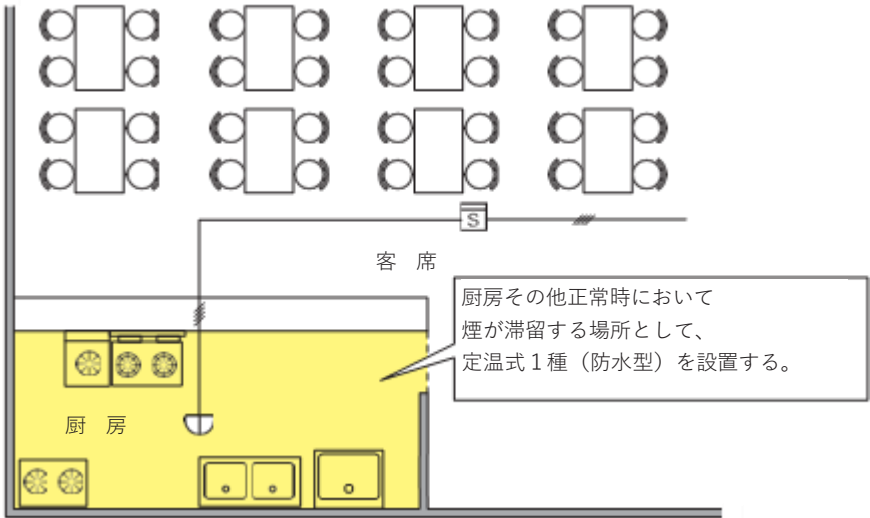 S
客 席
厨房その他正常時において
煙が滞留する場所として、
定温式１種（防水型）を設置する。
厨 房